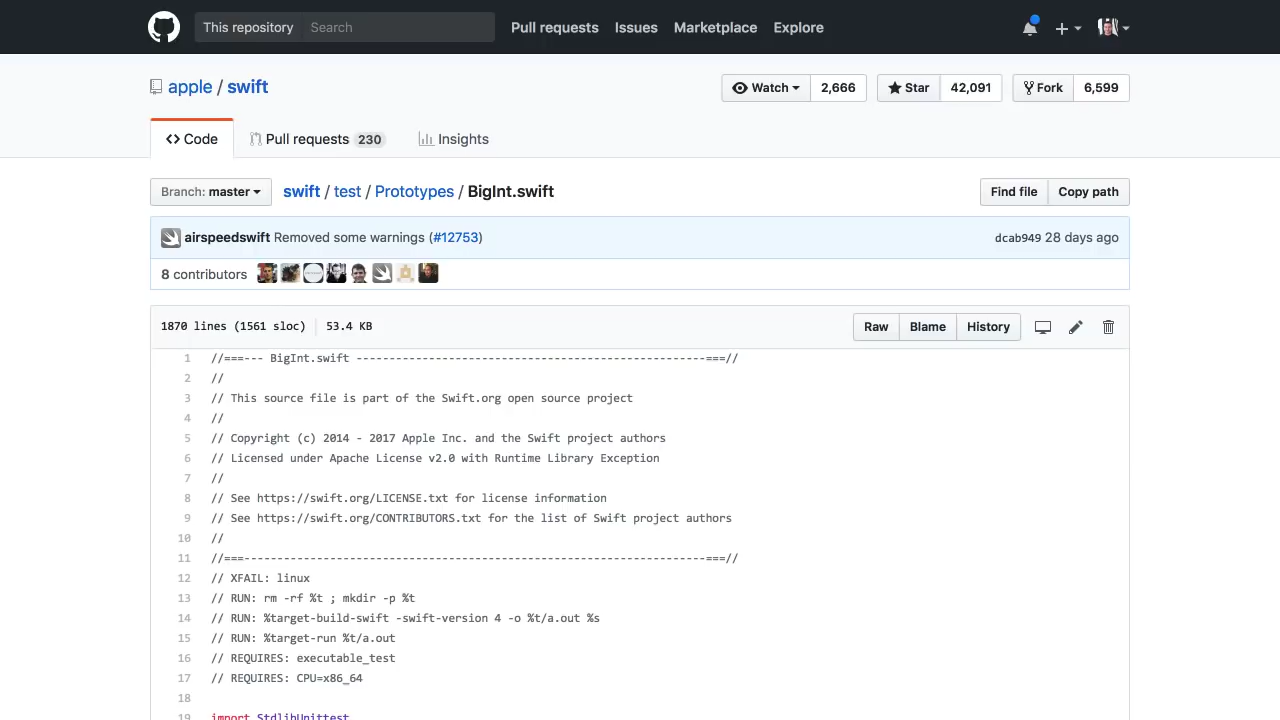 This repository Search Pull requests Issues Marketplace Explore
apple / swift Watch 2,666 Star 42,091 Fork 6,599
Code Pull requests 230 Insights
Branch: master swift / test / Prototypes / BigInt.swift Find file Copy path
airspeedswift Removed some warnings (#12753) dcab949 28 days ago
8 contributors
1870 lines (1561 sloc) 53.4 KB Raw Blame History
1 //===--- BigInt.swift -----------------------------------------------------===//
2 //
3 // This source file is part of the Swift.org open source project
4 //
5 // Copyright (c) 2014 - 2017 Apple Inc. and the Swift project authors
6 // Licensed under Apache License v2.0 with Runtime Library Exception
7 //
8 // See https://swift.org/LICENSE.txt for license information
9 // See https://swift.org/CONTRIBUTORS.txt for the list of Swift project authors
10 //
11 //===----------------------------------------------------------------------===//
12 // XFAIL: linux
13 // RUN: rm -rf %t ; mkdir -p %t
14 // RUN: %target-build-swift -swift-version 4 -o %t/a.out %s
15 // RUN: %target-run %t/a.out
16 // REQUIRES: executable_test
17 // REQUIRES: CPU=x86_64
18
19 import StdlibUnittest